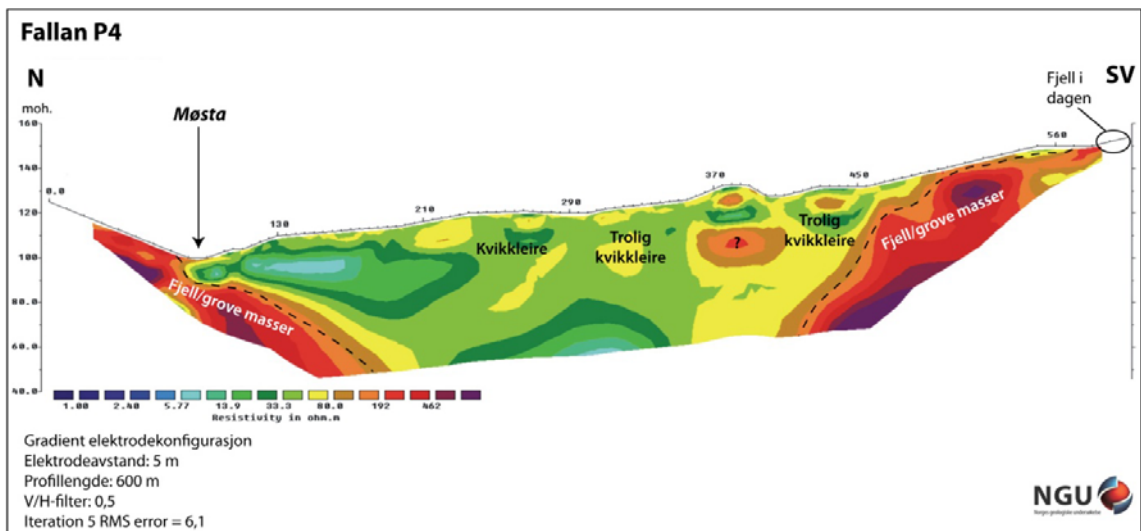 Fallan P4
N
SV
Fjell i
dagen
moh.
Møsta
160
140
120
100
80.0
60.0
40.0
0.0
130
210
290
370
450
560
Kvikkleire
Trolig
kvikkleire
?
Trolig
kvikkleire
Fjell/grove masser
Fjell/grove masser
1.00 2.40 5.77 13.9 33.3 80.0 192 462
Resistivity in ohm.m
Gradient elektrodekonfigurasjon
Elektrodeavstand: 5 m
Profillengde: 600 m
V/H-filter: 0,5
Iteration 5 RMS error = 6,1
NGU
Norges geologiske undersøkelse